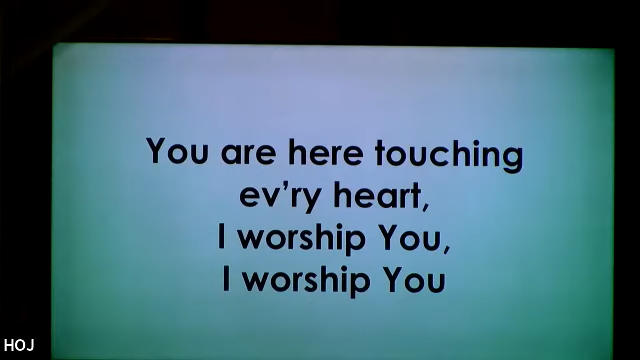 You are here touching
ev’ry heart,
I worship You,
I worship You
HOJ